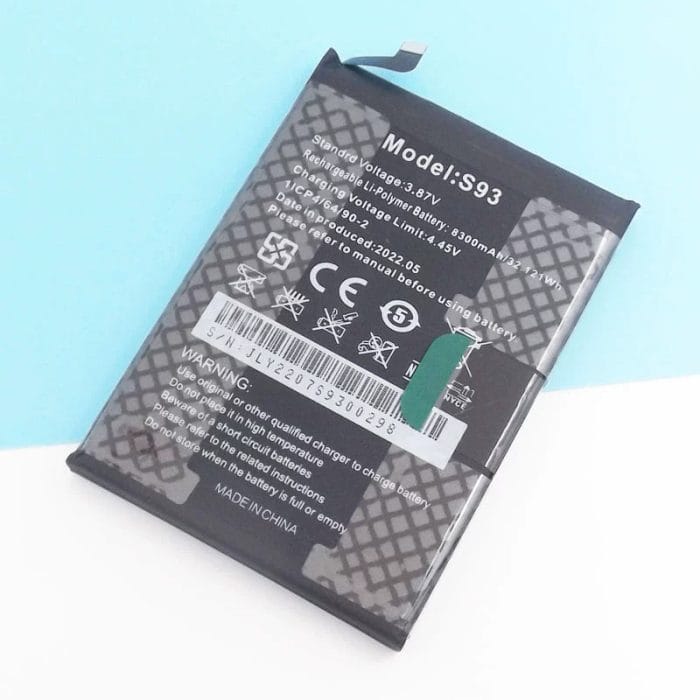 Model:S93
Standrd Voltage:3.87V
Rechargeable Li-Polymer Battery: 8300mAh/32.121Wh
Charging Voltage Limit:4.45V
1ICP4/64/90-2
Date in produced:2022.05
Please refer to manual before using battery
CE
5
S/N:JLY2207S9300298
NYCE
WARNING:
Use original or other qualified charger to charge battery
Do not place it in high temperature
Beware of a short circuit batteries
Please refer to the related instructions
Do not store when the battery is full or empty
MADE IN CHINA